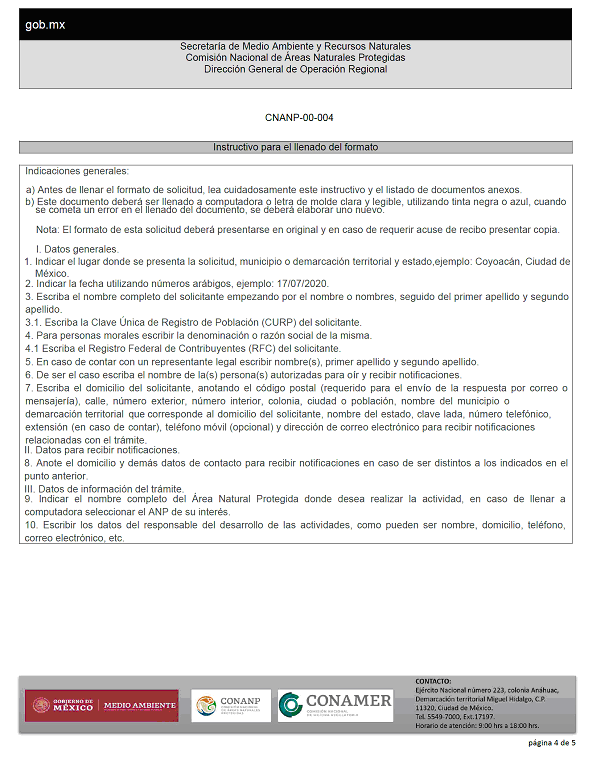 gob.mx
Secretaría de Medio Ambiente y Recursos Naturales
Comisión Nacional de Áreas Naturales Protegidas
Dirección General de Operación Regional
CNANP-00-004
Instructivo para el llenado del formato
Indicaciones generales:
a) Antes de llenar el formato de solicitud, lea cuidadosamente este instructivo y el listado de documentos anexos.
b) Este documento deberá ser llenado a computadora o letra de molde clara y legible, utilizando tinta negra o azul, cuando
se cometa un error en el llenado del documento, se deberá elaborar uno nuevo.
Nota: El formato de esta solicitud deberá presentarse en original y en caso de requerir acuse de recibo presentar copia.
I. Datos generales.
1. Indicar el lugar donde se presenta la solicitud, municipio o demarcación territorial y estado,ejemplo: Coyoacán, Ciudad de
México.
2. Indicar la fecha utilizando números arábigos, ejemplo: 17/07/2020.
3. Escriba el nombre completo del solicitante empezando por el nombre o nombres, seguido del primer apellido y segundo
apellido.
3.1. Escriba la Clave Única de Registro de Población (CURP) del solicitante.
4. Para personas morales escribir la denominación o razón social de la misma.
4.1 Escriba el Registro Federal de Contribuyentes (RFC) del solicitante.
5. En caso de contar con un representante legal escribir nombre(s), primer apellido y segundo apellido.
6. De ser el caso escriba el nombre de la(s) persona(s) autorizadas para oír y recibir notificaciones.
7. Escriba el domicilio del solicitante, anotando el código postal (requerido para el envío de la respuesta por correo o
mensajería), calle, número exterior, número interior, colonia, ciudad o población, nombre del municipio o
demarcación territorial que corresponde al domicilio del solicitante, nombre del estado, clave lada, número telefónico,
extensión (en caso de contar), teléfono móvil (opcional) y dirección de correo electrónico para recibir notificaciones
relacionadas con el trámite.
II. Datos para recibir notificaciones.
8. Anote el domicilio y demás datos de contacto para recibir notificaciones en caso de ser distintos a los indicados en el
punto anterior.
III. Datos de información del trámite.
9. Indicar el nombre completo del Área Natural Protegida donde desea realizar la actividad, en caso de llenar a
computadora seleccionar el ANP de su interés.
10. Escribir los datos del responsable del desarrollo de las actividades, como pueden ser nombre, domicilio, teléfono,
correo electrónico, etc.
GOBIERNO DE
MÉXICO
MEDIO AMBIENTE
CONANP
COMISIÓN NACIONAL
DE ÁREAS NATURALES
PROTEGIDAS
CONAMER
COMISIÓN NACIONAL
DE MEJORA REGULATORIA
CONTACTO:
Ejército Nacional número 223, colonia Anáhuac,
Demarcación territorial Miguel Hidalgo, C.P.
11320, Ciudad de México.
Tel. 5549-7000, Ext.17197.
Horario de atención: 9:00 hrs a 18:00 hrs.
página 4 de 5